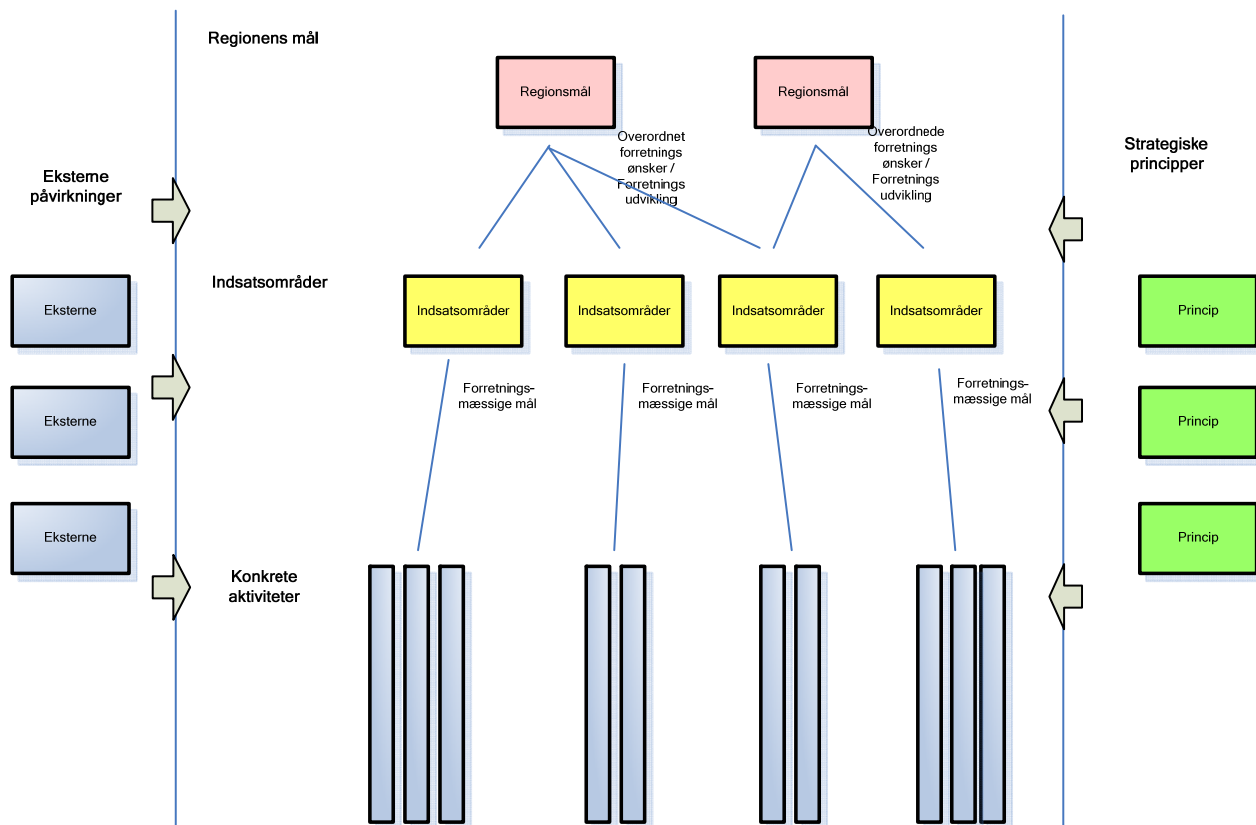 Regionens mål
Regionsmål
Regionsmål
Overordnet
forretnings
ønsker /
Forretnings
udvikling
Overordnede
forretnings
ønsker /
Forretnings
udvikling
Eksterne
påvirkninger
Strategiske
principper
Indsatsområder
Indsatsområder
Indsatsområder
Indsatsområder
Indsatsområder
Eksterne
Eksterne
Eksterne
Princip
Princip
Princip
Forretnings-
mæssige mål
Forretnings-
mæssige mål
Forretnings-
mæssige mål
Forretnings-
mæssige mål
Konkrete
aktiviteter